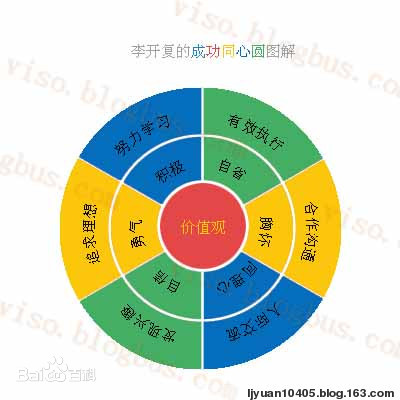 李开复的成功同心圆图解
努力学习
有效执行
积极
自省
追求理想
勇气
价值观
胸怀
合作沟通
自信
同理心
发现兴趣
人际交流
viso.blogbus.com
viso.blogbus.com
viso.blogbus.com
viso.blogbus.com
Bai百科
ljyuan10405.blog.163.com